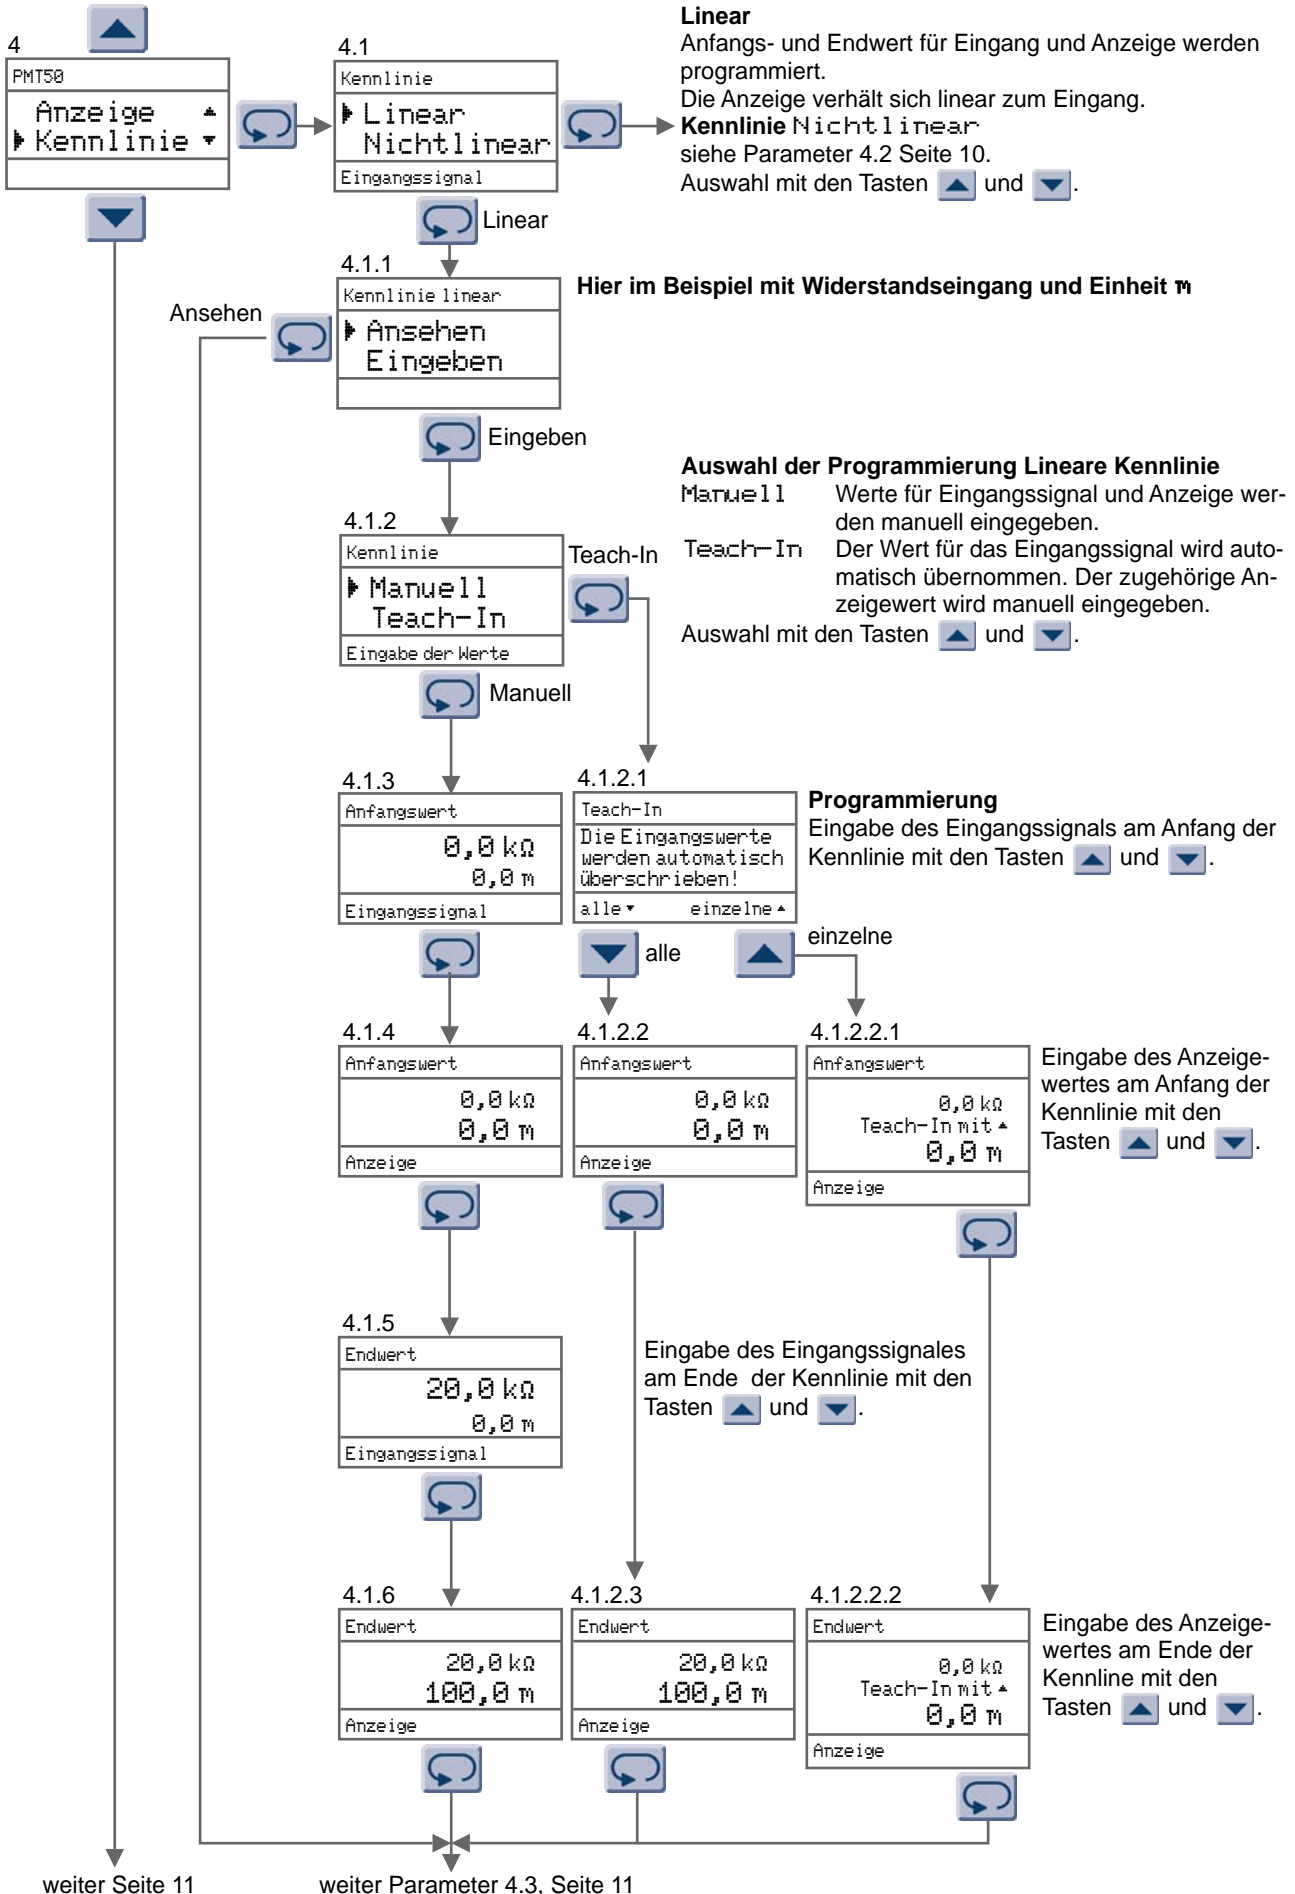 4
PMT50
Anzeige
Kennlinie
4.1
Kennlinie
Linear
Nichtlinear
Eingangssignal
Linear
Anfangs- und Endwert für Eingang und Anzeige werden
programmiert.
Die Anzeige verhält sich linear zum Eingang.
Kennlinie Nichtlinear
siehe Parameter 4.2 Seite 10.
Auswahl mit den Tasten und .
Linear
4.1.1
Kennlinie linear
Ansehen
Eingeben
Ansehen
Hier im Beispiel mit Widerstandseingang und Einheit m
Eingeben
Auswahl der Programmierung Lineare Kennlinie
Manuell Werte für Eingangssignal und Anzeige wer-
den manuell eingegeben.
Teach-In Der Wert für das Eingangssignal wird auto-
matisch übernommen. Der zugehörige An-
zeigewert wird manuell eingegeben.
Auswahl mit den Tasten und .
4.1.2
Kennlinie
Manuell
Teach-In
Eingabe der Werte
Teach-In
Manuell
4.1.3
Anfangswert
0,0 kΩ
0,0 m
Eingangssignal
4.1.2.1
Teach-In
Die Eingangswerte
werden automatisch
überschrieben!
alle▼ einzelne▲
Programmierung
Eingabe des Eingangssignals am Anfang der
Kennlinie mit den Tasten und .
alle
einzelne
4.1.4
Anfangswert
0,0 kΩ
0,0 m
Anzeige
4.1.2.2
Anfangswert
0,0 kΩ
0,0 m
Anzeige
4.1.2.2.1
Anfangswert
0,0 kΩ
Teach-In mit▲
0,0 m
Anzeige
Eingabe des Anzeige-
wertes am Anfang der
Kennlinie mit den
Tasten und .
4.1.5
Endwert
20,0 kΩ
0,0 m
Eingangssignal
Eingabe des Eingangssignales
am Ende der Kennlinie mit den
Tasten und .
4.1.6
Endwert
20,0 kΩ
100,0 m
Anzeige
4.1.2.3
Endwert
20,0 kΩ
100,0 m
Anzeige
4.1.2.2.2
Endwert
0,0 kΩ
Teach-In mit▲
0,0 m
Anzeige
Eingabe des Anzeige-
wertes am Ende der
Kennline mit den
Tasten und .
weiter Seite 11
weiter Parameter 4.3, Seite 11